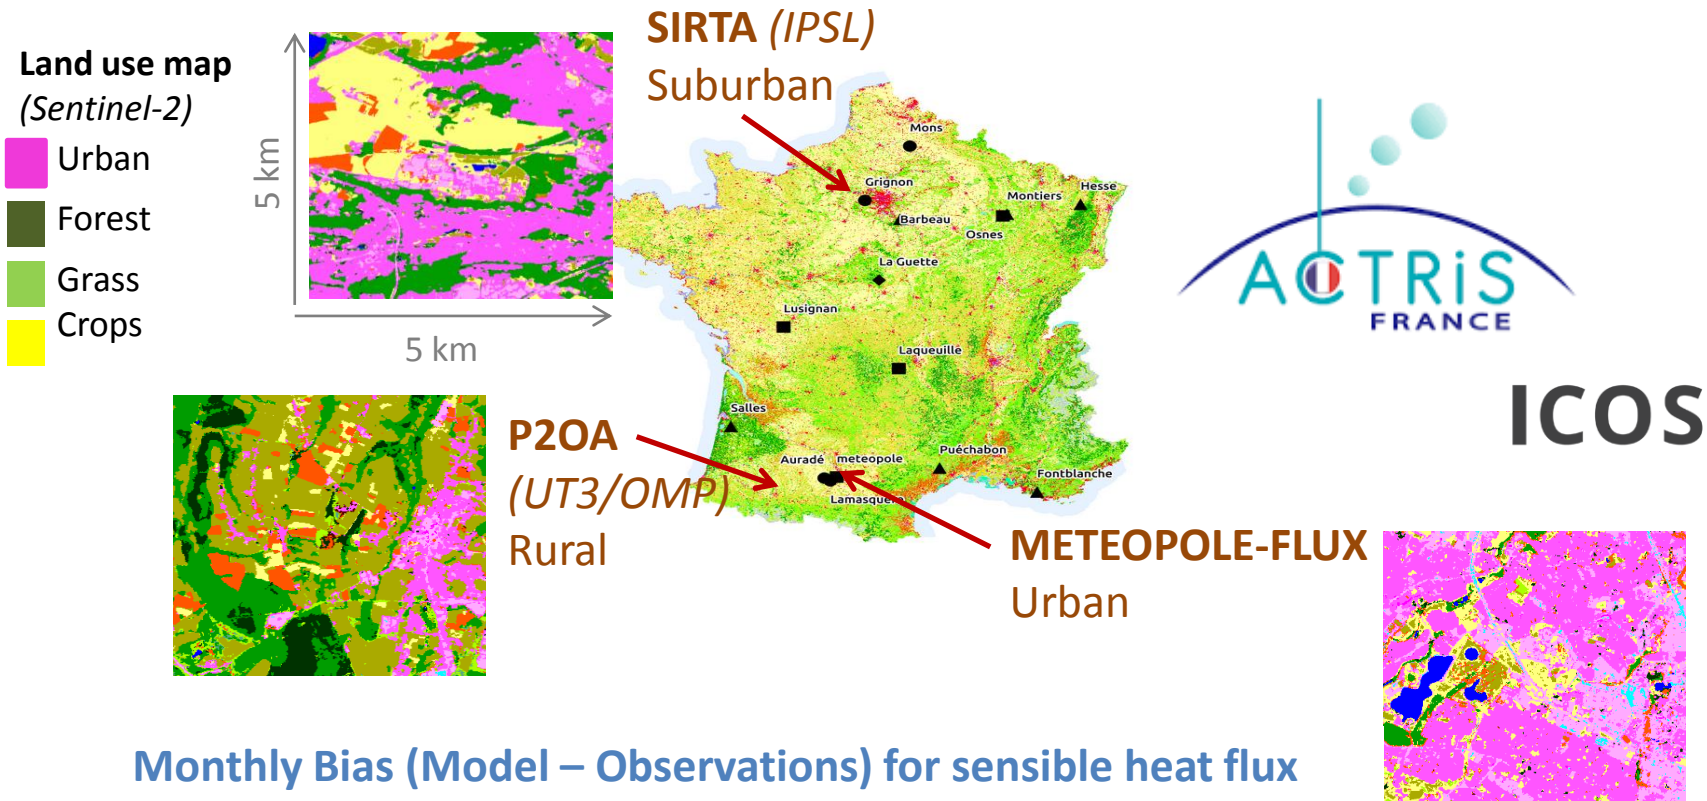 SIRTA (IPSL)
Suburban
Land use map
(Sentinel-2)
Urban
Forest
Grass
Crops
5 km
5 km
Mons
Grignon
Barbeau
Montiers
Hesse
Osnes
La Guette
Lusignan
Laqueuille
Salles
Auradé
meteopole
Lamasquere
Puéchabon
Fontblanche
ACTRiS
FRANCE
ICOS
P2OA
(UT3/OMP)
Rural
METEOPOLE-FLUX
Urban
Monthly Bias (Model – Observations) for sensible heat flux